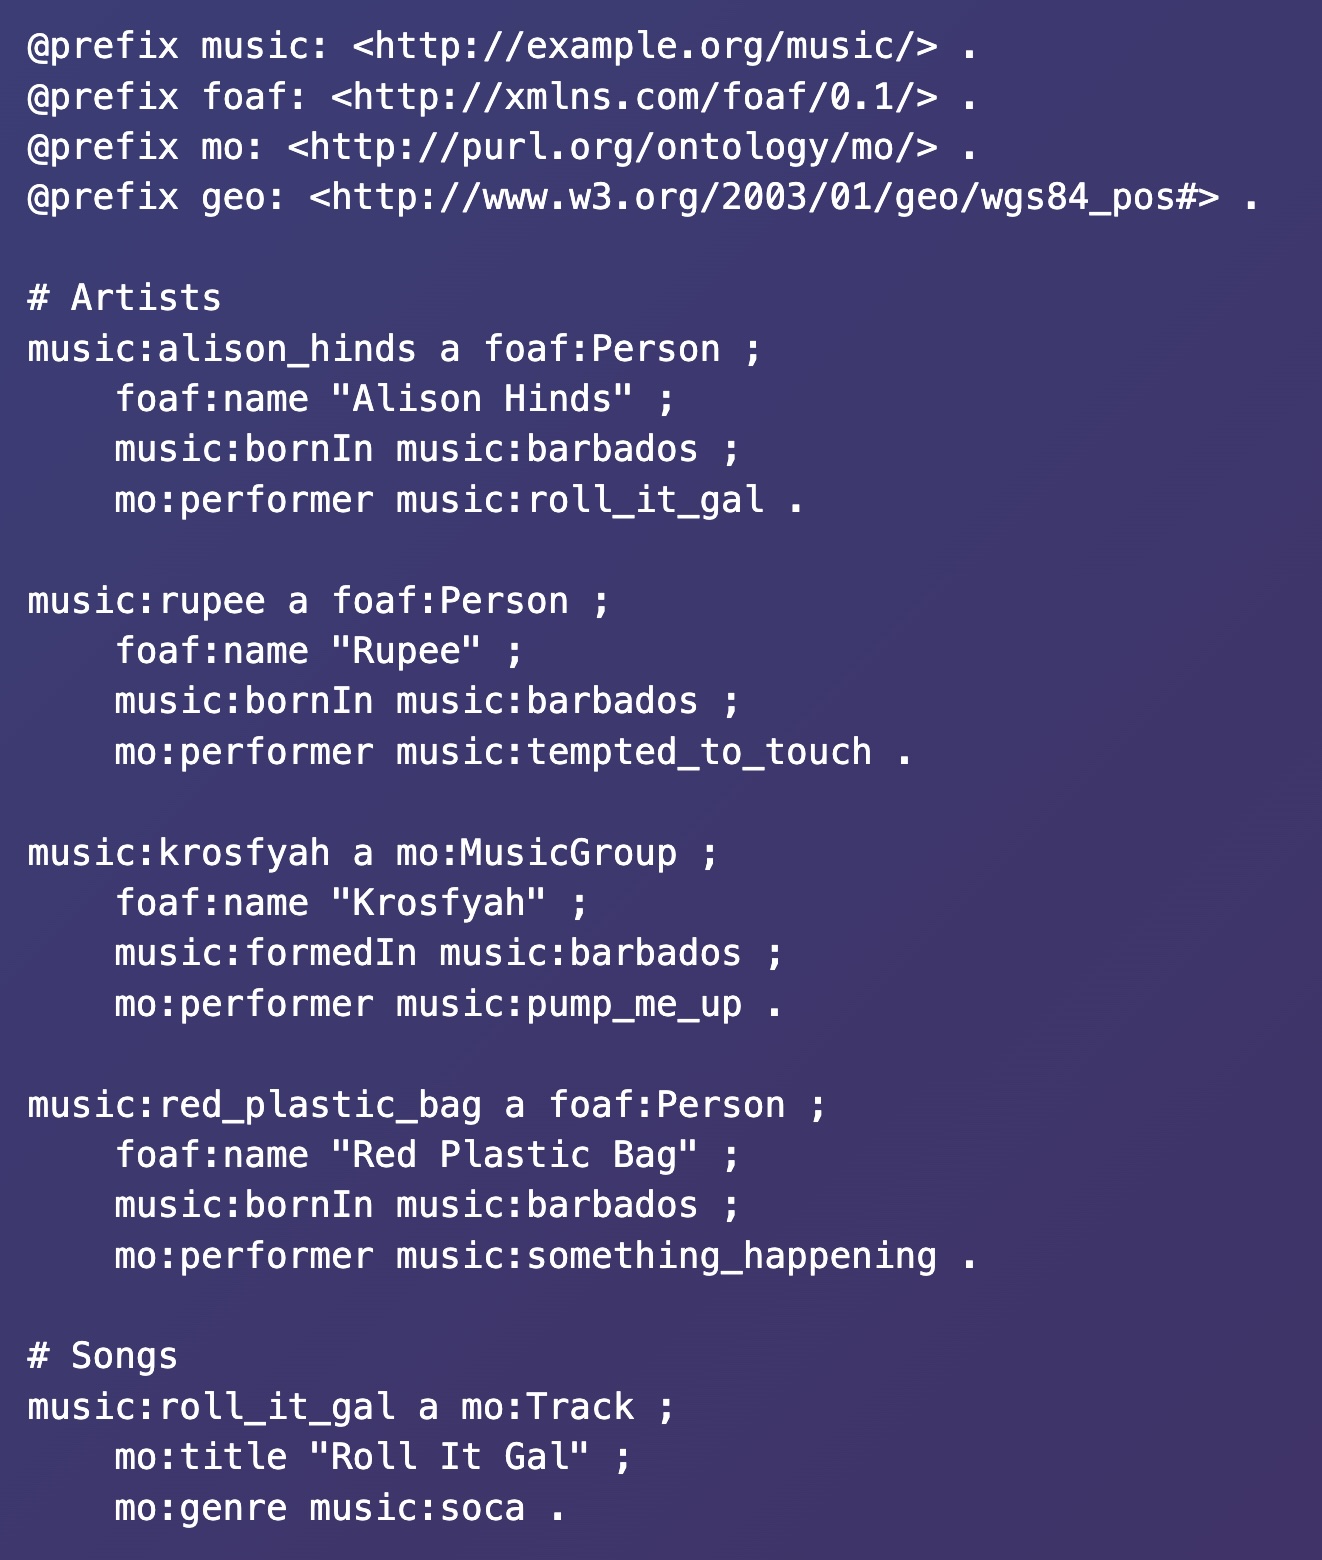 @prefix music: <http://example.org/music/> .
@prefix foaf: <http://xmlns.com/foaf/0.1/> .
@prefix mo: <http://purl.org/ontology/mo/> .
@prefix geo: <http://www.w3.org/2003/01/geo/wgs84_pos#> .

# Artists
music:alison_hinds a foaf:Person ;
    foaf:name "Alison Hinds" ;
    music:bornIn music:barbados ;
    mo:performer music:roll_it_gal .

music:rupee a foaf:Person ;
    foaf:name "Rupee" ;
    music:bornIn music:barbados ;
    mo:performer music:tempted_to_touch .

music:krosfyah a mo:MusicGroup ;
    foaf:name "Krosfyah" ;
    music:formedIn music:barbados ;
    mo:performer music:pump_me_up .

music:red_plastic_bag a foaf:Person ;
    foaf:name "Red Plastic Bag" ;
    music:bornIn music:barbados ;
    mo:performer music:something_happening .

# Songs
music:roll_it_gal a mo:Track ;
    mo:title "Roll It Gal" ;
    mo:genre music:soca .